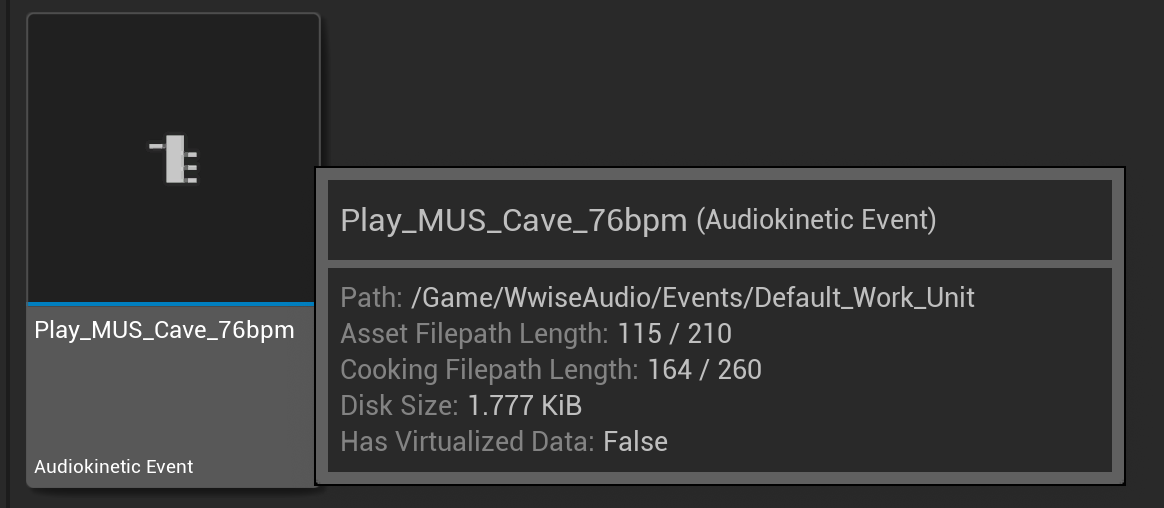 Play_MUS_Cave_76bpm
Audiokinetic Event
Play_MUS_Cave_76bpm (Audiokinetic Event)
Path: /Game/WwiseAudio/Events/Default_Work_Unit
Asset Filepath Length: 115 / 210
Cooking Filepath Length: 164 / 260
Disk Size: 1.777 KiB
Has Virtualized Data: False